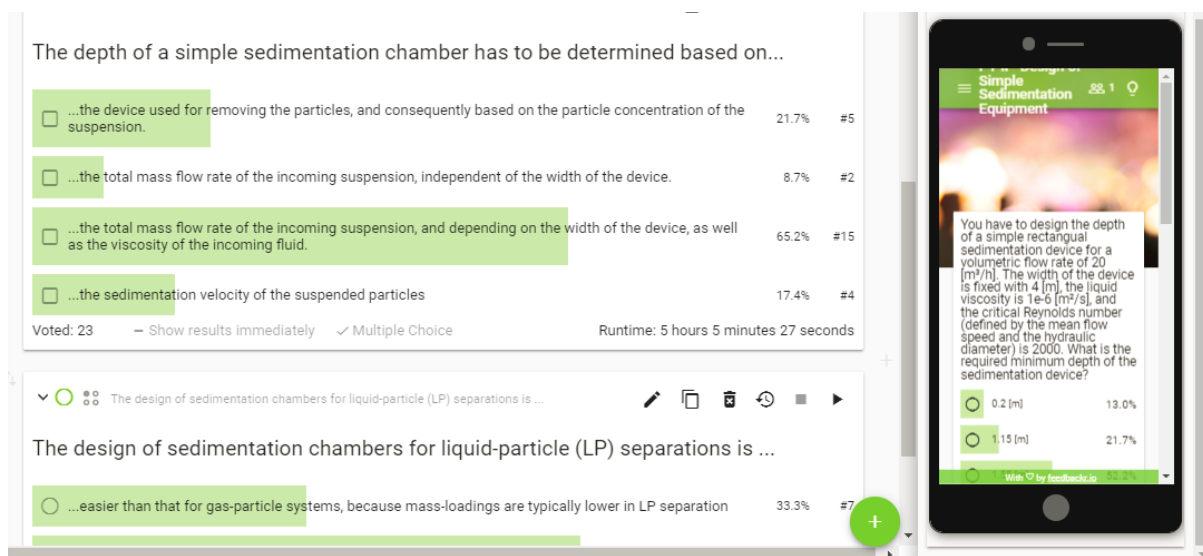 The depth of a simple sedimentation chamber has to be determined based on...
...the device used for removing the particles, and consequently based on the particle concentration of the
suspension.
21.7% #5
...the total mass flow rate of the incoming suspension, independent of the width of the device.
8.7% #2
...the total mass flow rate of the incoming suspension, and depending on the width of the device, as well
as the viscosity of the incoming fluid.
65.2% #15
...the sedimentation velocity of the suspended particles
17.4% #4
Voted: 23 – Show results immediately ✓ Multiple Choice Runtime: 5 hours 5 minutes 27 seconds
The design of sedimentation chambers for liquid-particle (LP) separations is ...
The design of sedimentation chambers for liquid-particle (LP) separations is ...
...easier than that for gas-particle systems, because mass-loadings are typically lower in LP separation
33.3% #7
+
Simple
Sedimentation
Equipment
1
You have to design the depth
of a simple rectangual
sedimentation device for a
volumetric flow rate of 20
[m³/h]. The width of the device
is fixed with 4 [m], the liquid
viscosity is 1e-6 [m²/s], and
the critical Reynolds number
(defined by the mean flow
speed and the hydraulic
diameter) is 2000. What is the
required minimum depth of the
sedimentation device?
0.2 [m] 13.0%
1.15 [m] 21.7%
52.2%
With ♡ by feedbackr.io